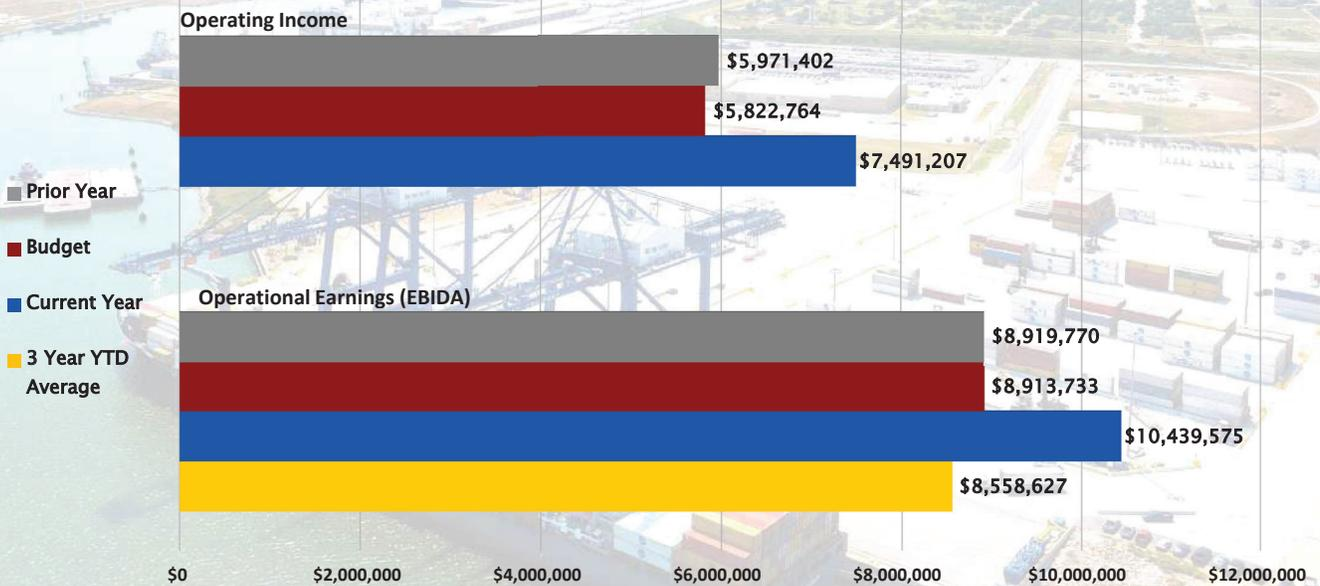 Operating Income
$5,971,402
$5,822,764
$7,491,207
Prior Year
Budget
Current Year
3 Year YTD
Average
Operational Earnings (EBIDA)
$8,919,770
$8,913,733
$10,439,575
$8,558,627
$0 $2,000,000 $4,000,000 $6,000,000 $8,000,000 $10,000,000 $12,000,000